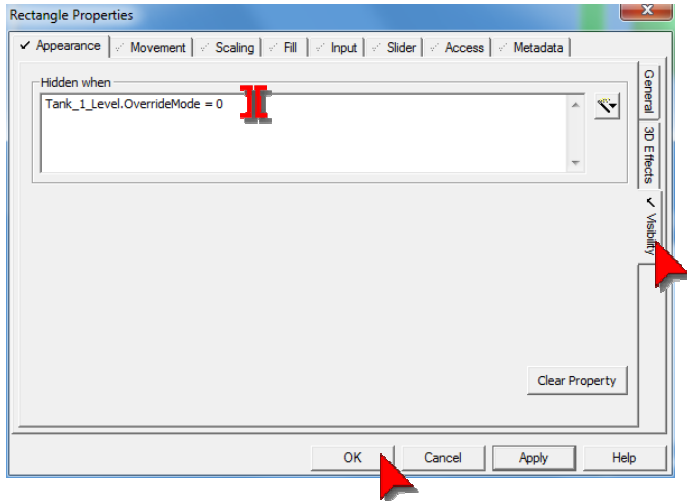 Rectangle Properties
Appearance Movement Scaling Fill Input Slider Access Metadata
Hidden when
Tank_1_Level.OverrideMode = 0
General
3D Effects
Visibility
Clear Property
OK Cancel Apply Help